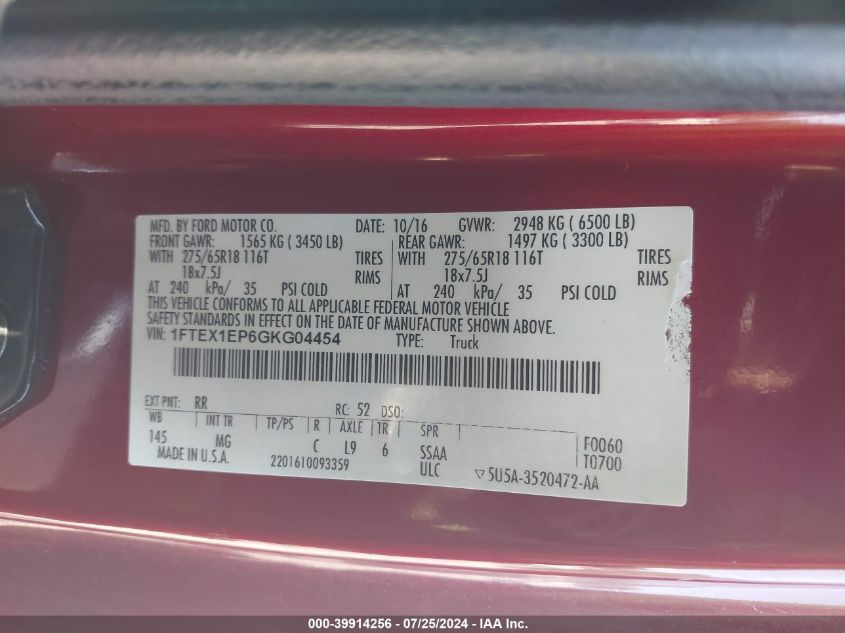 MFD. BY FORD MOTOR CO. DATE: 10/16 GVWR: 2948 KG ( 6500 LB)
FRONT GAWR: 1565 KG ( 3450 LB) REAR GAWR: 1497 KG ( 3300 LB)
WITH 275/65R18 116T TIRES WITH 275/65R18 116T TIRES
18x7.5J RIMS 18x7.5J RIMS
AT 240 kPa/ 35 PSI COLD AT 240 kPa/ 35 PSI COLD
THIS VEHICLE CONFORMS TO ALL APPLICABLE FEDERAL MOTOR VEHICLE
SAFETY STANDARDS IN EFFECT ON THE DATE OF MANUFACTURE SHOWN ABOVE.
VIN: 1FTEX1EP6GKG04454 TYPE: Truck
EXT PNT: RR RC: 52 DSO:
WB INT TR TP/PS R AXLE TR SPR F0060
145 MG C L9 6 SSAA T0700
MADE IN U.S.A. 2201610093359 ULC ▽5U5A-3520472-AA
000-39914256 - 07/25/2024 - IAA Inc.